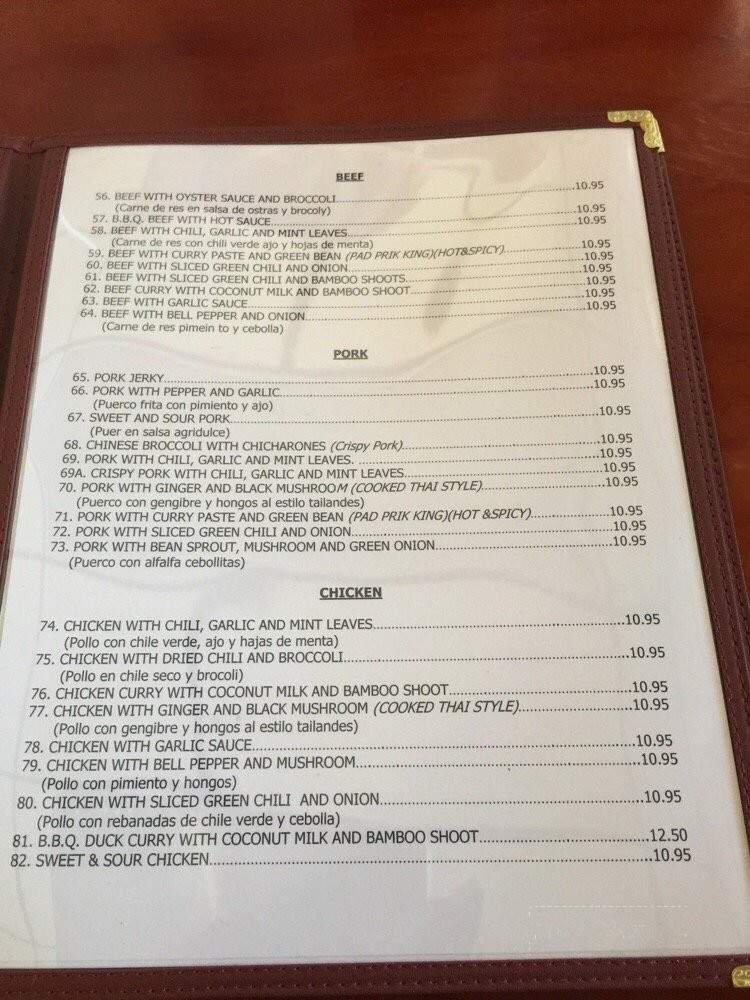 BEEF
56. BEEF WITH OYSTER SAUCE AND BROCCOLI..........10.95
(Carne de res en salsa de ostras y brocoly)
57. B.B.Q. BEEF WITH HOT SAUCE..........10.95
58. BEEF WITH CHILI, GARLIC AND MINT LEAVES..........10.95
(Carne de res con chili verde ajo y hojas de menta)
59. BEEF WITH CURRY PASTE AND GREEN BEAN (PAD PRIK KING)(HOT&SPICY)..........10.95
60. BEEF WITH SLICED GREEN CHILI AND ONION..........10.95
61. BEEF WITH SLICED GREEN CHILI AND BAMBOO SHOOTS..........10.95
62. BEEF CURRY WITH COCONUT MILK AND BAMBOO SHOOT..........10.95
63. BEEF WITH GARLIC SAUCE..........10.95
64. BEEF WITH BELL PEPPER AND ONION..........10.95
(Carne de res pimein to y cebolla)
PORK
65. PORK JERKY..........10.95
66. PORK WITH PEPPER AND GARLIC..........10.95
(Puerco frita con pimiento y ajo)
67. SWEET AND SOUR PORK..........10.95
(Puer en salsa agridulce)
68. CHINESE BROCCOLI WITH CHICHARONES (Crispy Pork)..........10.95
69. PORK WITH CHILI, GARLIC AND MINT LEAVES. ..........10.95
69A. CRISPY PORK WITH CHILI, GARLIC AND MINT LEAVES..........10.95
70. PORK WITH GINGER AND BLACK MUSHROOM (COOKED THAI STYLE)..........10.95
(Puerco con gengibre y hongos al estilo tailandes)
71. PORK WITH CURRY PASTE AND GREEN BEAN (PAD PRIK KING)(HOT &SPICY)..........10.95
72. PORK WITH SLICED GREEN CHILI AND ONION..........10.95
73. PORK WITH BEAN SPROUT, MUSHROOM AND GREEN ONION..........10.95
(Puerco con alfalfa cebollitas)
CHICKEN
74. CHICKEN WITH CHILI, GARLIC AND MINT LEAVES..........10.95
(Pollo con chile verde, ajo y hajas de menta)
75. CHICKEN WITH DRIED CHILI AND BROCCOLI..........10.95
(Pollo en chile seco y brocoli)
76. CHICKEN CURRY WITH COCONUT MILK AND BAMBOO SHOOT..........10.95
77. CHICKEN WITH GINGER AND BLACK MUSHROOM (COOKED THAI STYLE)..........10.95
(Pollo con gengibre y hongos al estilo tailandes)
78. CHICKEN WITH GARLIC SAUCE..........10.95
79. CHICKEN WITH BELL PEPPER AND MUSHROOM..........10.95
(Pollo con pimiento y hongos)
80. CHICKEN WITH SLICED GREEN CHILI AND ONION..........10.95
(Pollo con rebanadas de chile verde y cebolla)
81. B.B.Q. DUCK CURRY WITH COCONUT MILK AND BAMBOO SHOOT..........12.50
82. SWEET & SOUR CHICKEN..........10.95